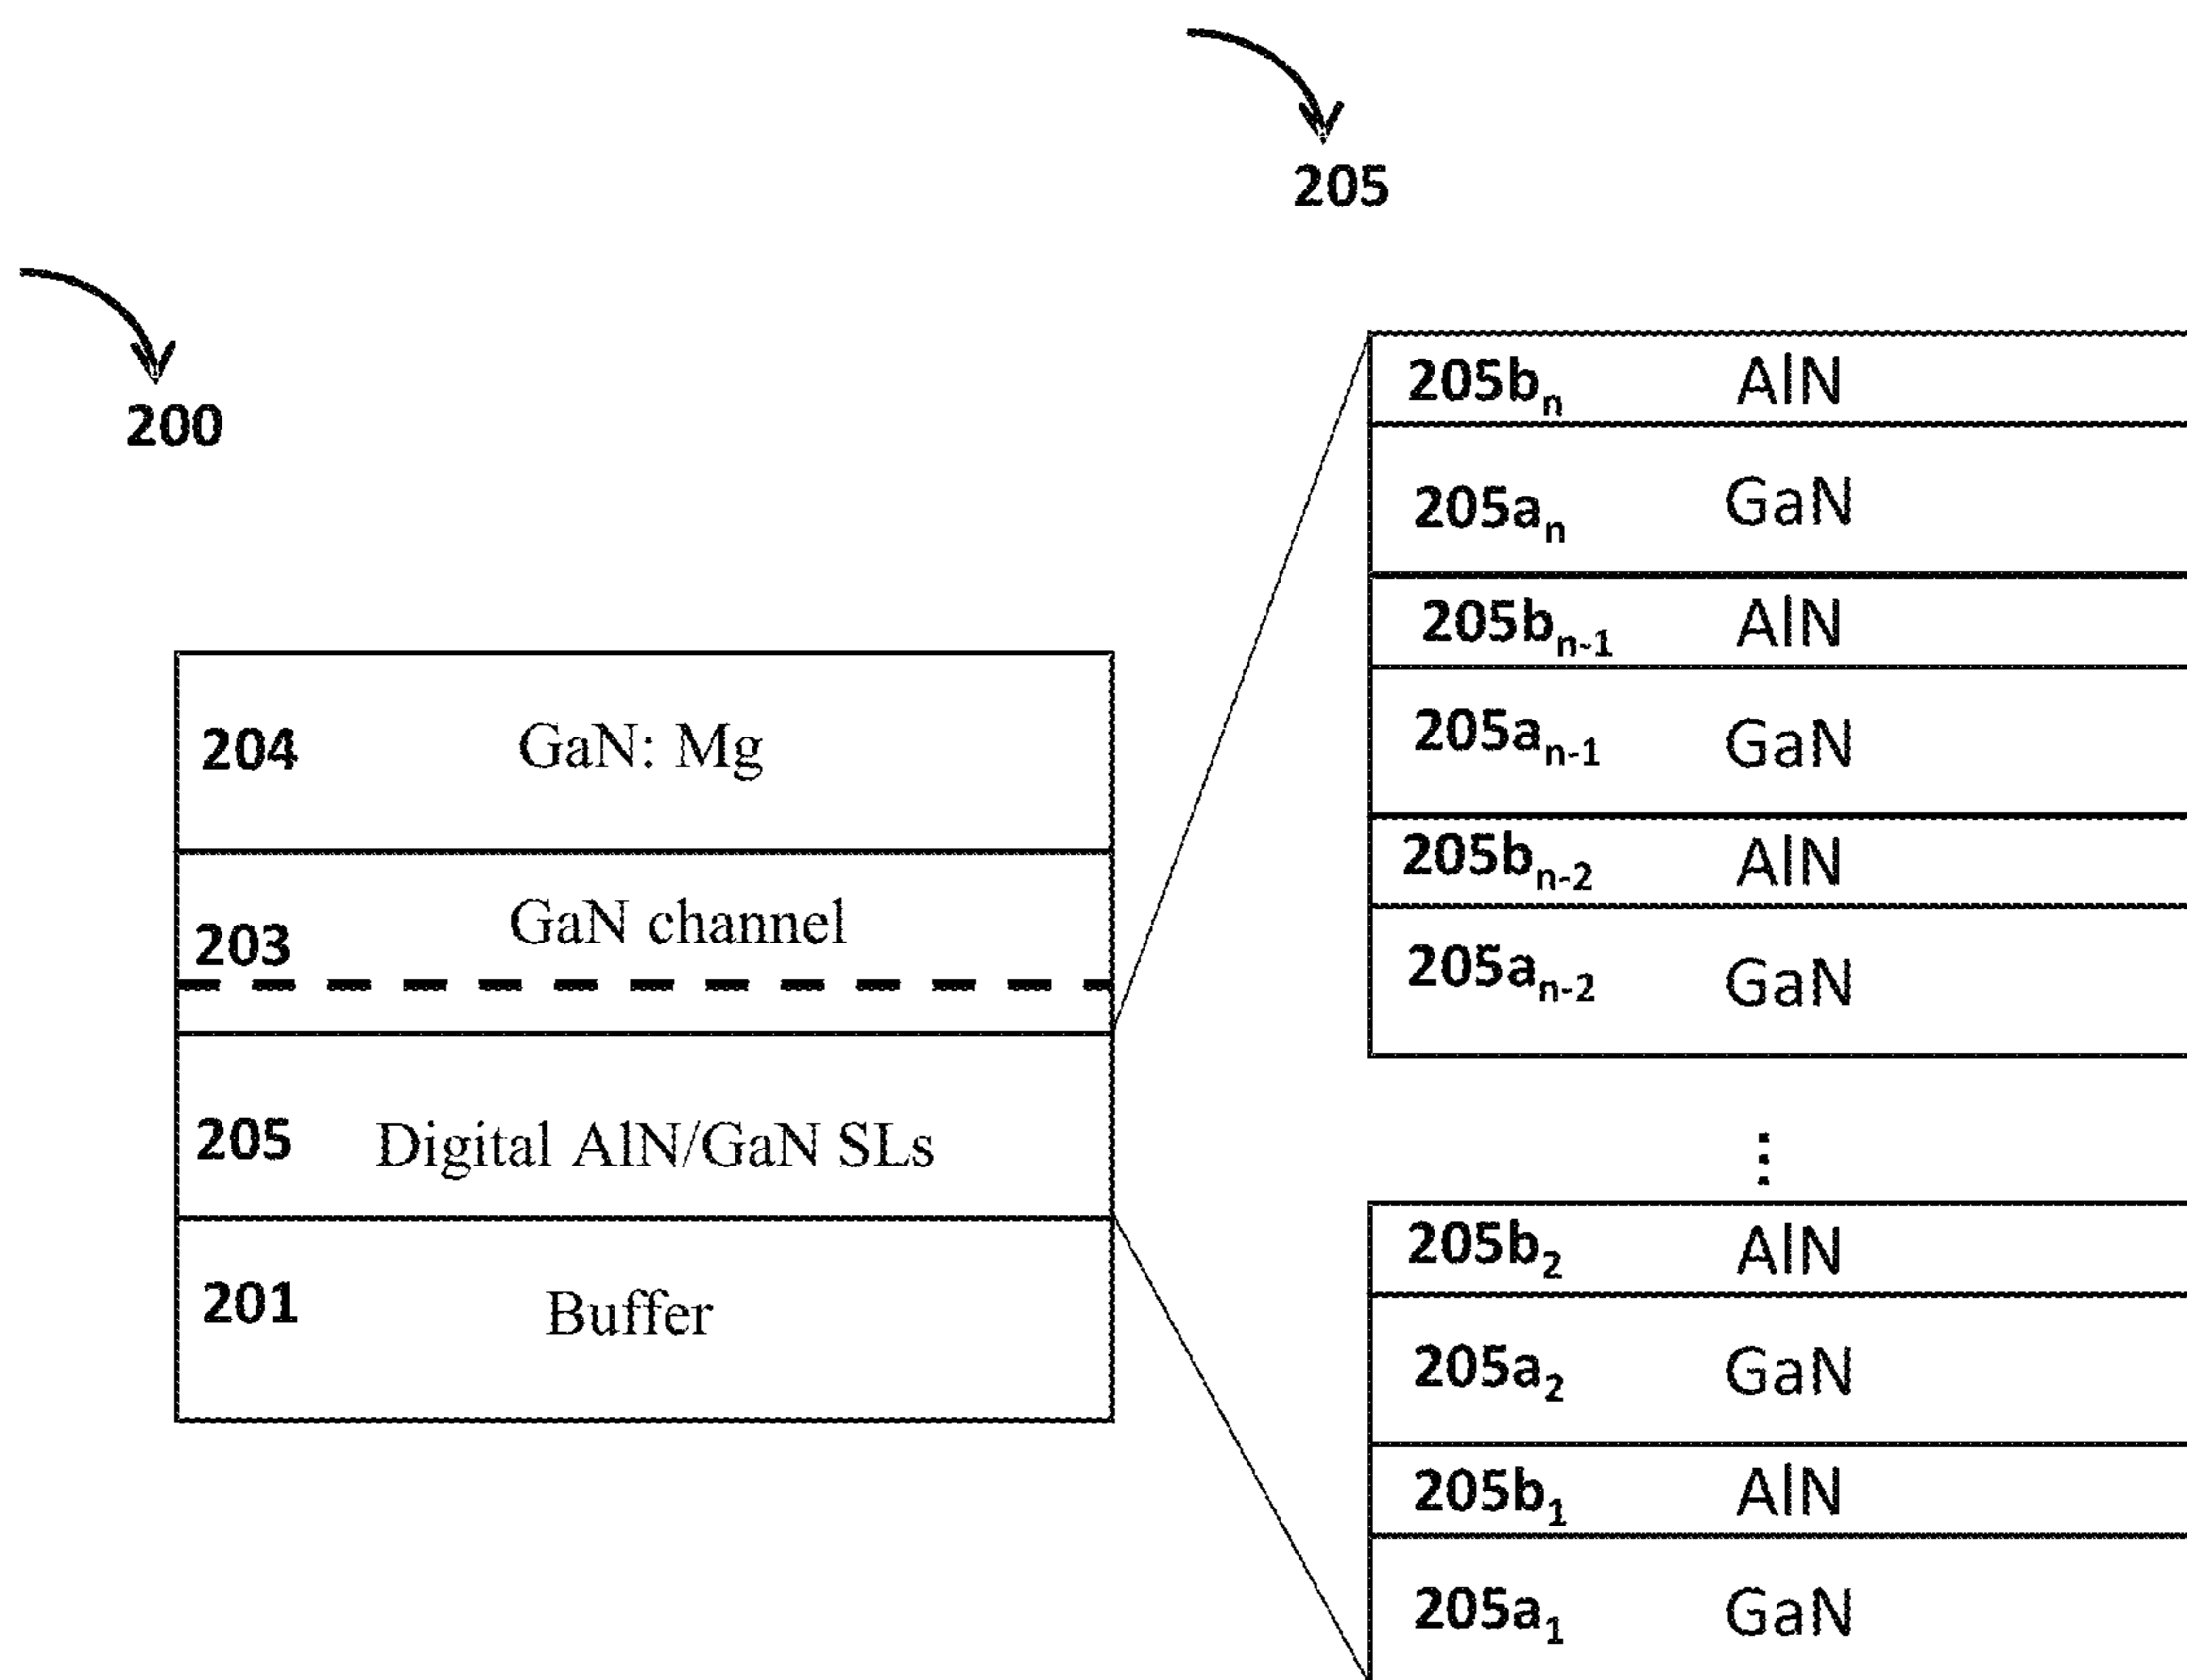 205
200
205bₙ AlN
205aₙ GaN
205bₙ₋₁ AlN
205aₙ₋₁ GaN
205bₙ₋₂ AlN
205aₙ₋₂ GaN
⋮
205b₂ AlN
205a₂ GaN
205b₁ AlN
205a₁ GaN
204 GaN: Mg
203 GaN channel
205 Digital AlN/GaN SLs
201 Buffer